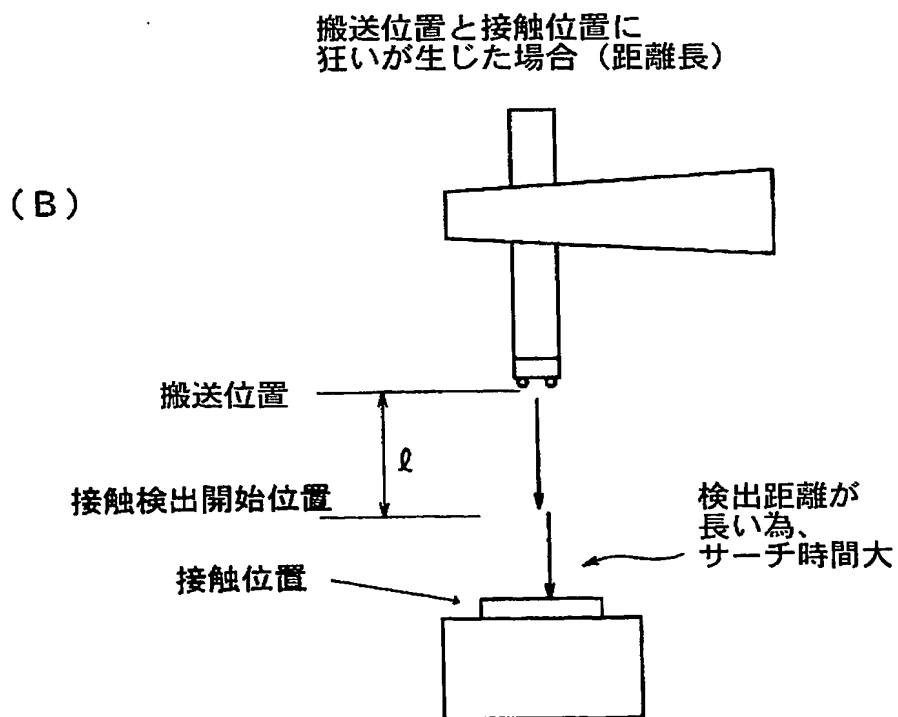 搬送位置と接触位置に
狂いが生じた場合（距離長）
（B）
搬送位置
ℓ
接触検出開始位置
検出距離が
長い為、
サーチ時間大
接触位置